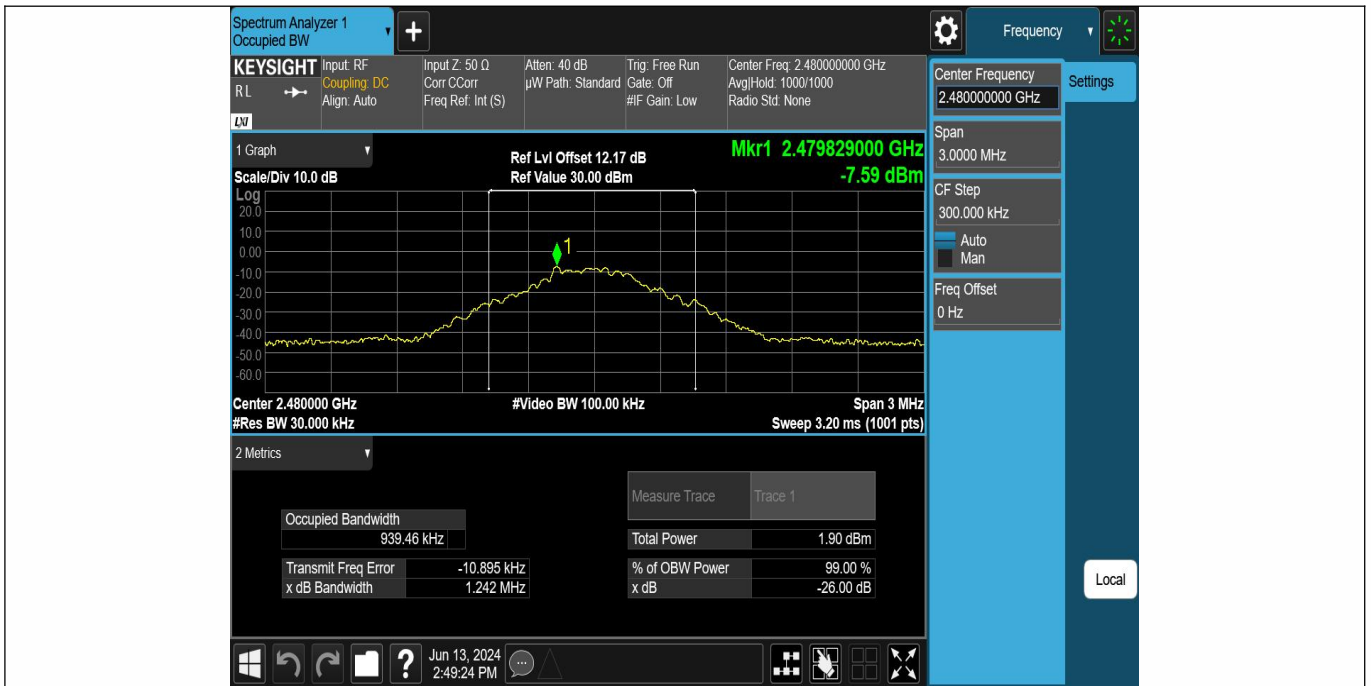 Spectrum Analyzer 1
Occupied BW
+
Frequency
KEYSIGHT
RL
LXI
Input: RF
Coupling: DC
Align: Auto
Input Z: 50 Ω
Corr CCorr
Freq Ref: Int (S)
Atten: 40 dB
µW Path: Standard
Trig: Free Run
Gate: Off
#IF Gain: Low
Center Freq: 2.480000000 GHz
Avg|Hold: 1000/1000
Radio Std: None
Center Frequency
2.480000000 GHz
Settings
Span
3.0000 MHz
CF Step
300.000 kHz
Auto
Man
Freq Offset
0 Hz
Local
1 Graph
Scale/Div 10.0 dB
Ref Lvl Offset 12.17 dB
Ref Value 30.00 dBm
Mkr1 2.479829000 GHz
-7.59 dBm
Log
20.0
10.0
0.00
-10.0
-20.0
-30.0
-40.0
-50.0
-60.0
1
Center 2.480000 GHz
#Res BW 30.000 kHz
#Video BW 100.00 kHz
Span 3 MHz
Sweep 3.20 ms (1001 pts)
2 Metrics
Measure Trace Trace 1
Occupied Bandwidth
939.46 kHz
Total Power 1.90 dBm
Transmit Freq Error -10.895 kHz
% of OBW Power 99.00 %
x dB Bandwidth 1.242 MHz
x dB -26.00 dB
?
Jun 13, 2024
2:49:24 PM